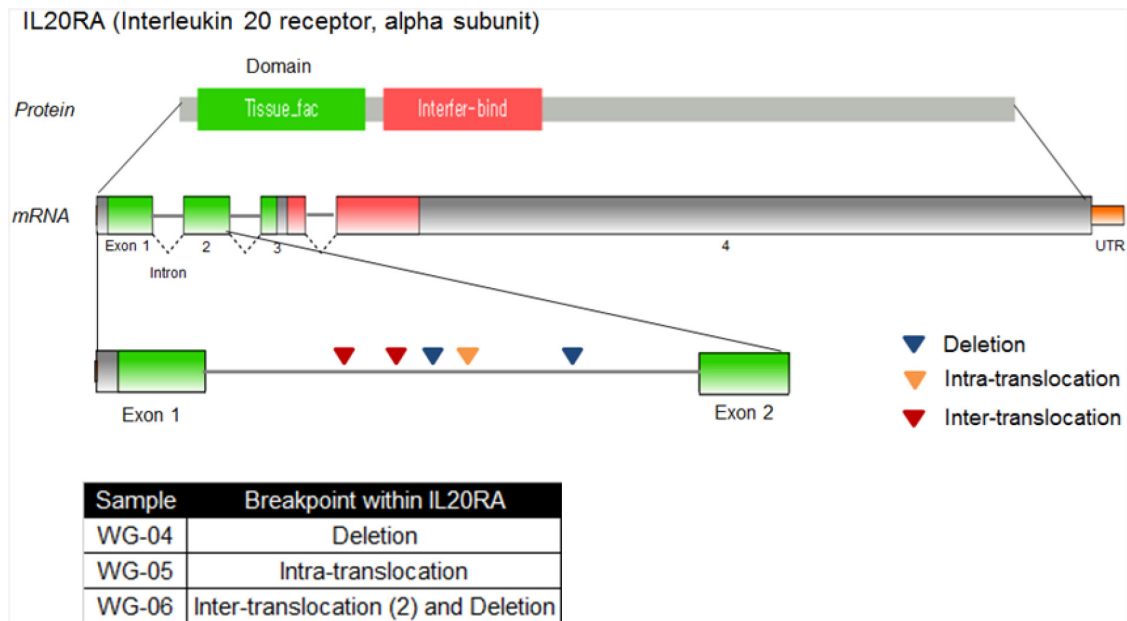 IL20RA (Interleukin 20 receptor, alpha subunit)
Domain
Protein
Tissue_fac
Interfer-bind
mRNA
Exon 1
2
3
4
UTR
Intron
Deletion
Intra-translocation
Inter-translocation
Exon 1
Exon 2
Sample Breakpoint within IL20RA
WG-04 Deletion
WG-05 Intra-translocation
WG-06 Inter-translocation (2) and Deletion